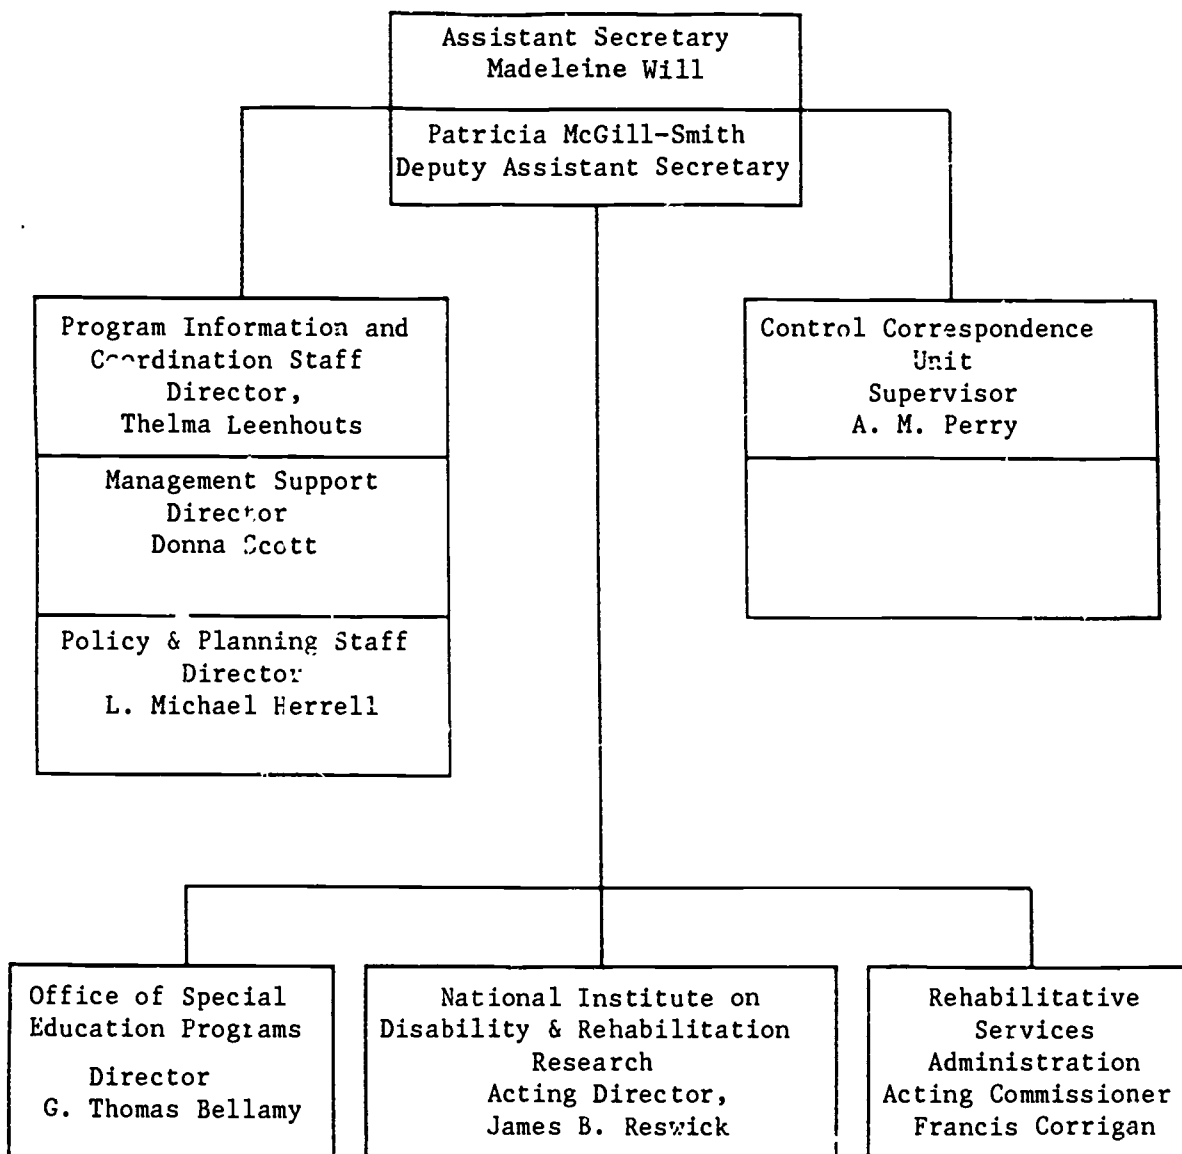 Assistant Secretary
Madeleine Will
Patricia McGill-Smith
Deputy Assistant Secretary
Program Information and
Coordination Staff
Director,
Thelma Leenhouts
Management Support
Director
Donna Scott
Policy & Planning Staff
Director
L. Michael Herrell
Control Correspondence
Unit
Supervisor
A. M. Perry
Office of Special
Education Programs
Director
G. Thomas Bellamy
National Institute on
Disability & Rehabilitation
Research
Acting Director,
James B. Reswick
Rehabilitative
Services
Administration
Acting Commissioner
Francis Corrigan